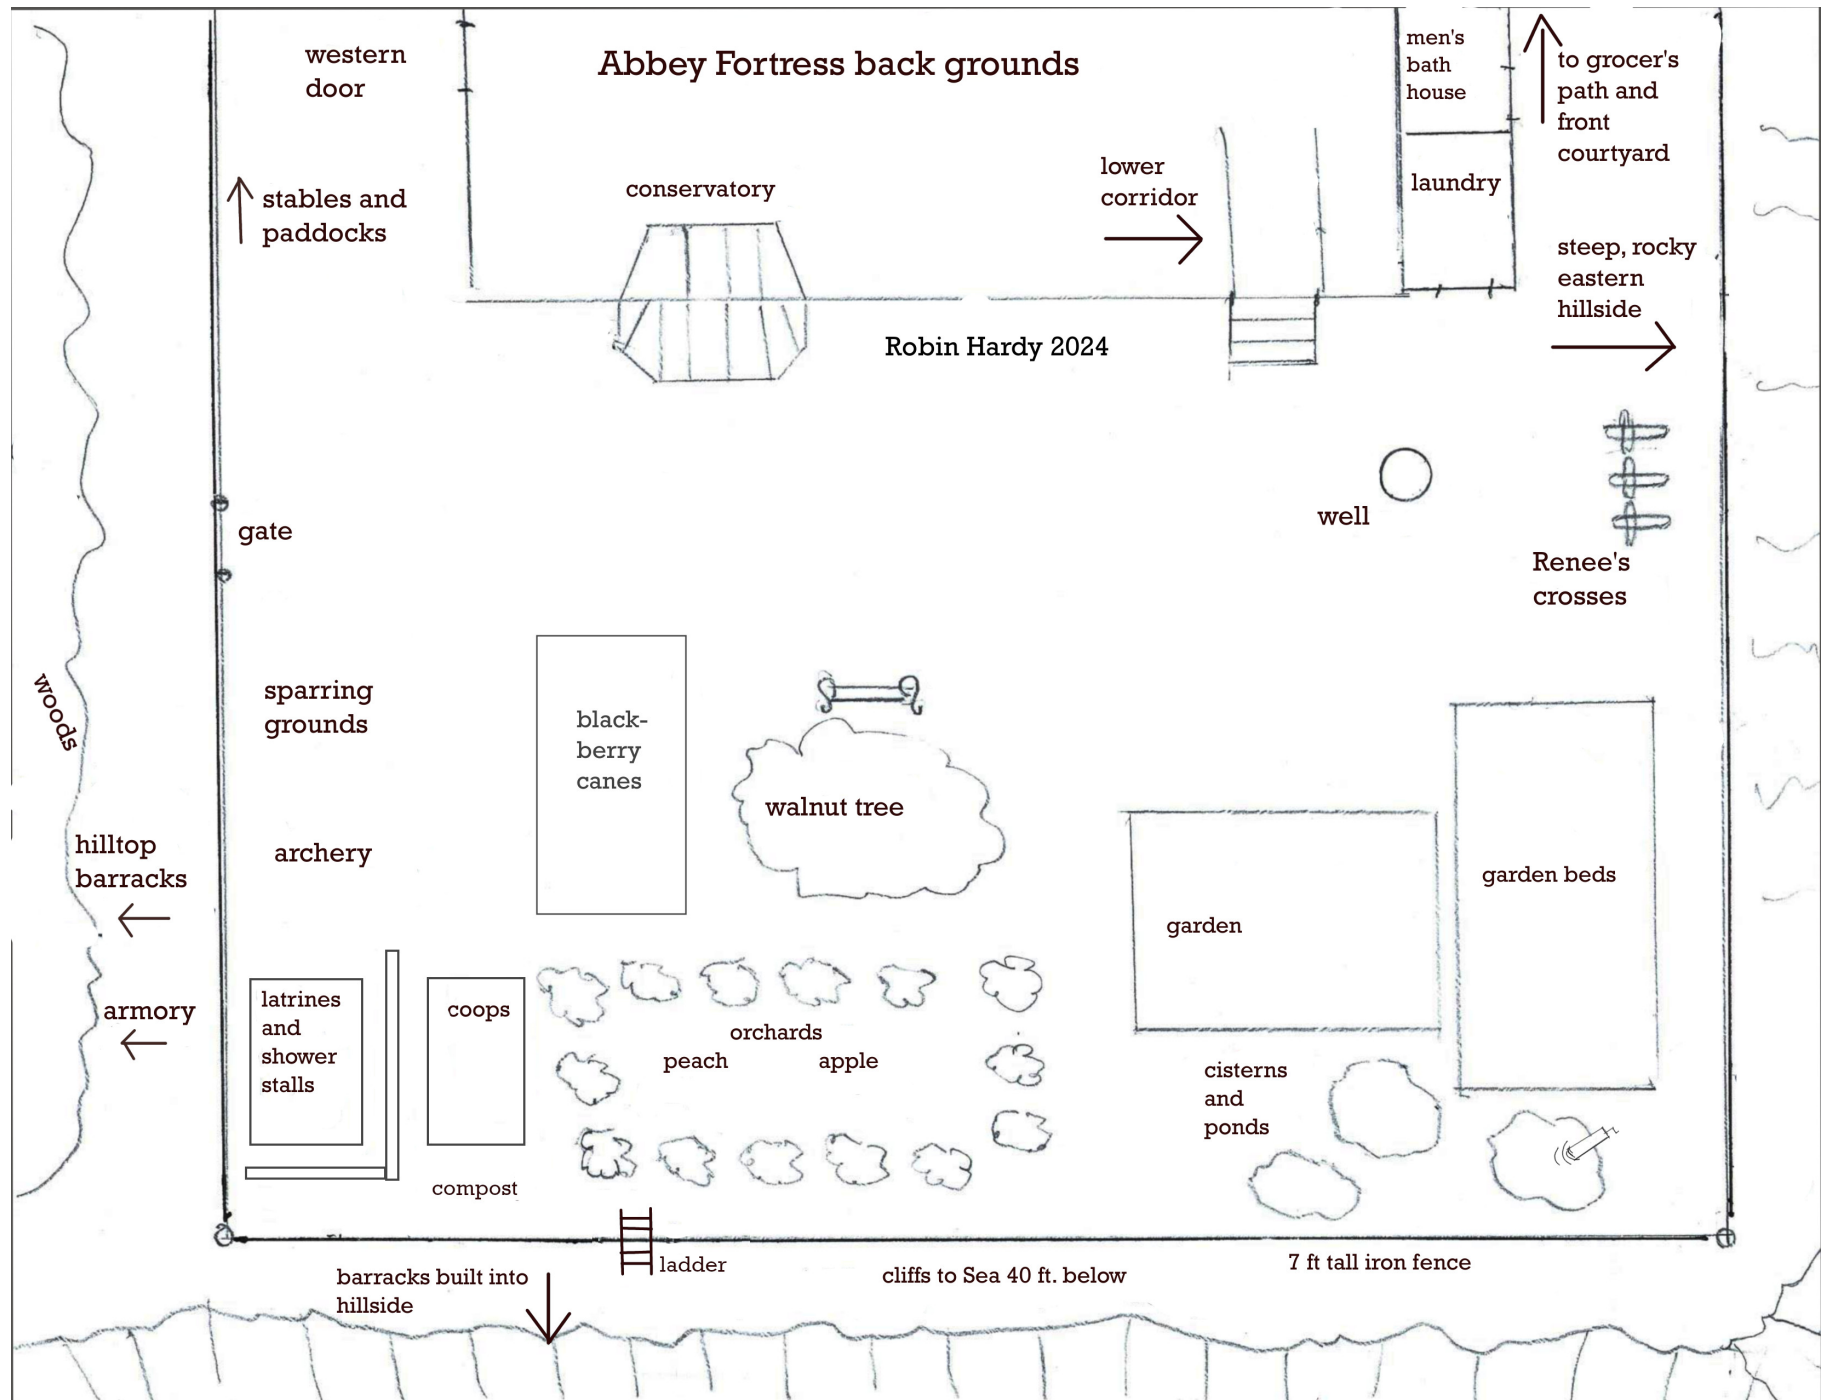 Abbey Fortress back grounds
western
door
men's
bath
house
to grocer's
path and
front
courtyard
stables and
paddocks
conservatory
lower
corridor
laundry
steep, rocky
eastern
hillside
Robin Hardy 2024
gate
well
Renee's
crosses
woods
sparring
grounds
black-
berry
canes
walnut tree
hilltop
barracks
archery
garden
garden beds
armory
latrines
and
shower
stalls
coops
orchards
peach
apple
cisterns
and
ponds
compost
ladder
barracks built into
hillside
cliffs to Sea 40 ft. below
7 ft tall iron fence